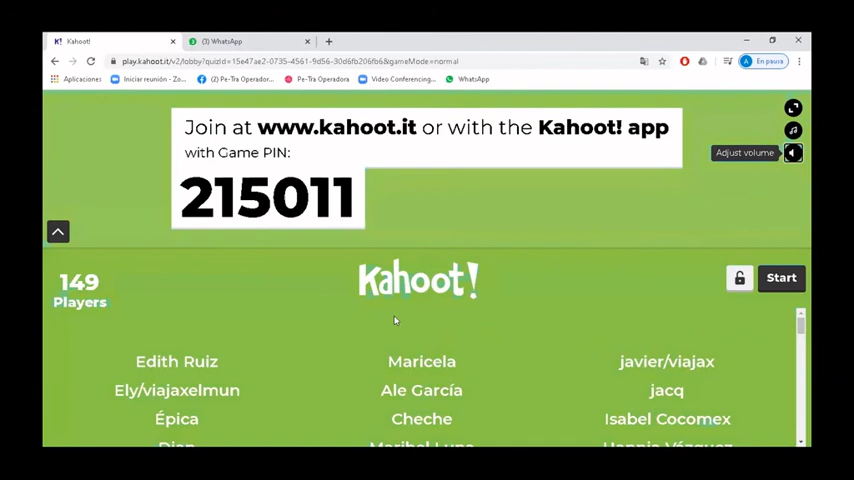 Kahoot!
(3) WhatsApp
play.kahoot.it/v2/lobby?quizId=15e47ae2-0735-4561-9d56-30d6fb206fb6&gameMode=normal
En pausa
Aplicaciones
Iniciar reunión - Zo...
(2) Pe-Tra Operador...
Pe-Tra Operadora
Video Conferencing...
WhatsApp
Join at www.kahoot.it or with the Kahoot! app
with Game PIN:
Adjust volume
215011
149
Players
Kahoot!
Start
Edith Ruiz
Maricela
javier/viajax
Ely/viajaxelmun
Ale García
jacq
Épica
Cheche
Isabel Cocomex
Maribel Luna